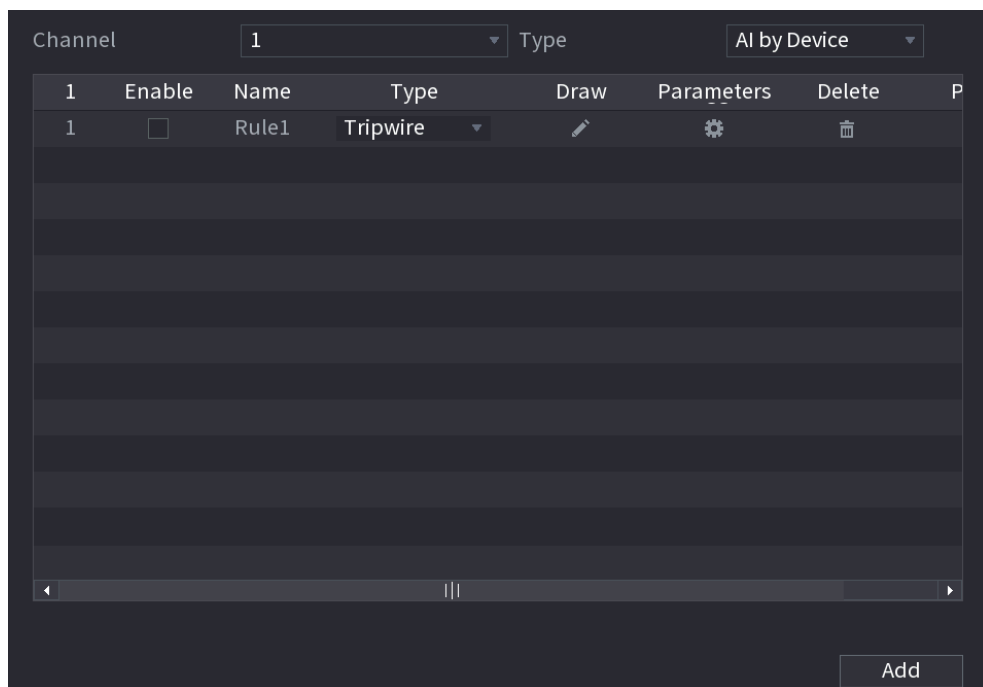 Channel 1 Type AI by Device
1 Enable Name Type Draw Parameters Delete P
1 Rule1 Tripwire
Add